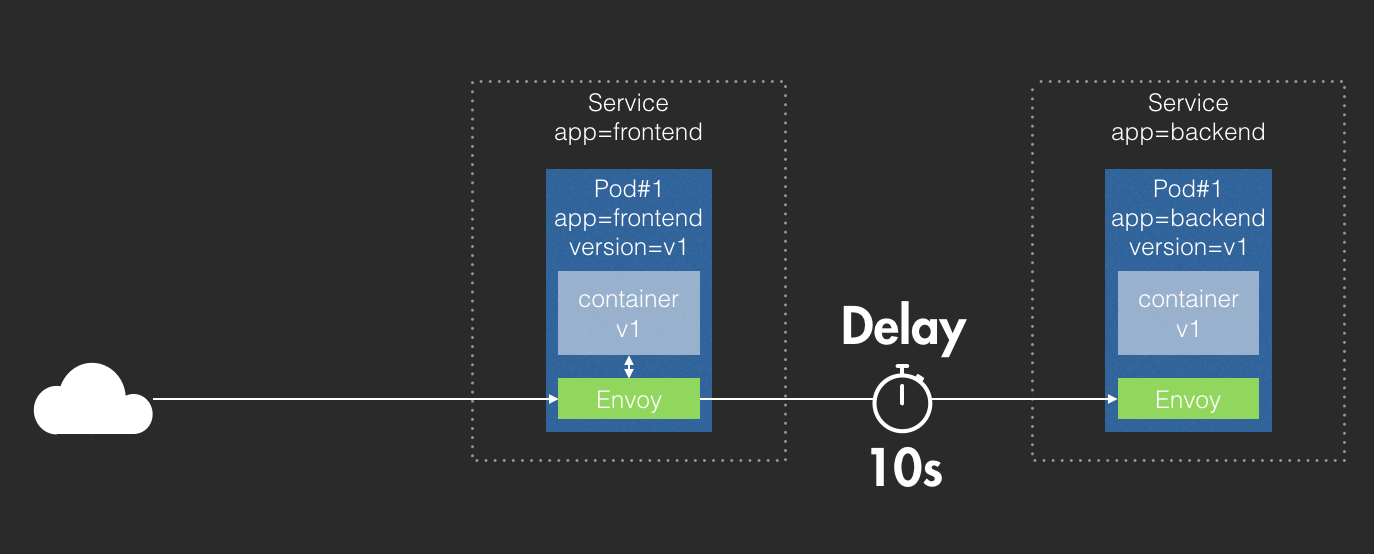 Service
app=frontend
Pod#1
app=frontend
version=v1
container
v1
Envoy
Delay
10s
Service
app=backend
Pod#1
app=backend
version=v1
container
v1
Envoy